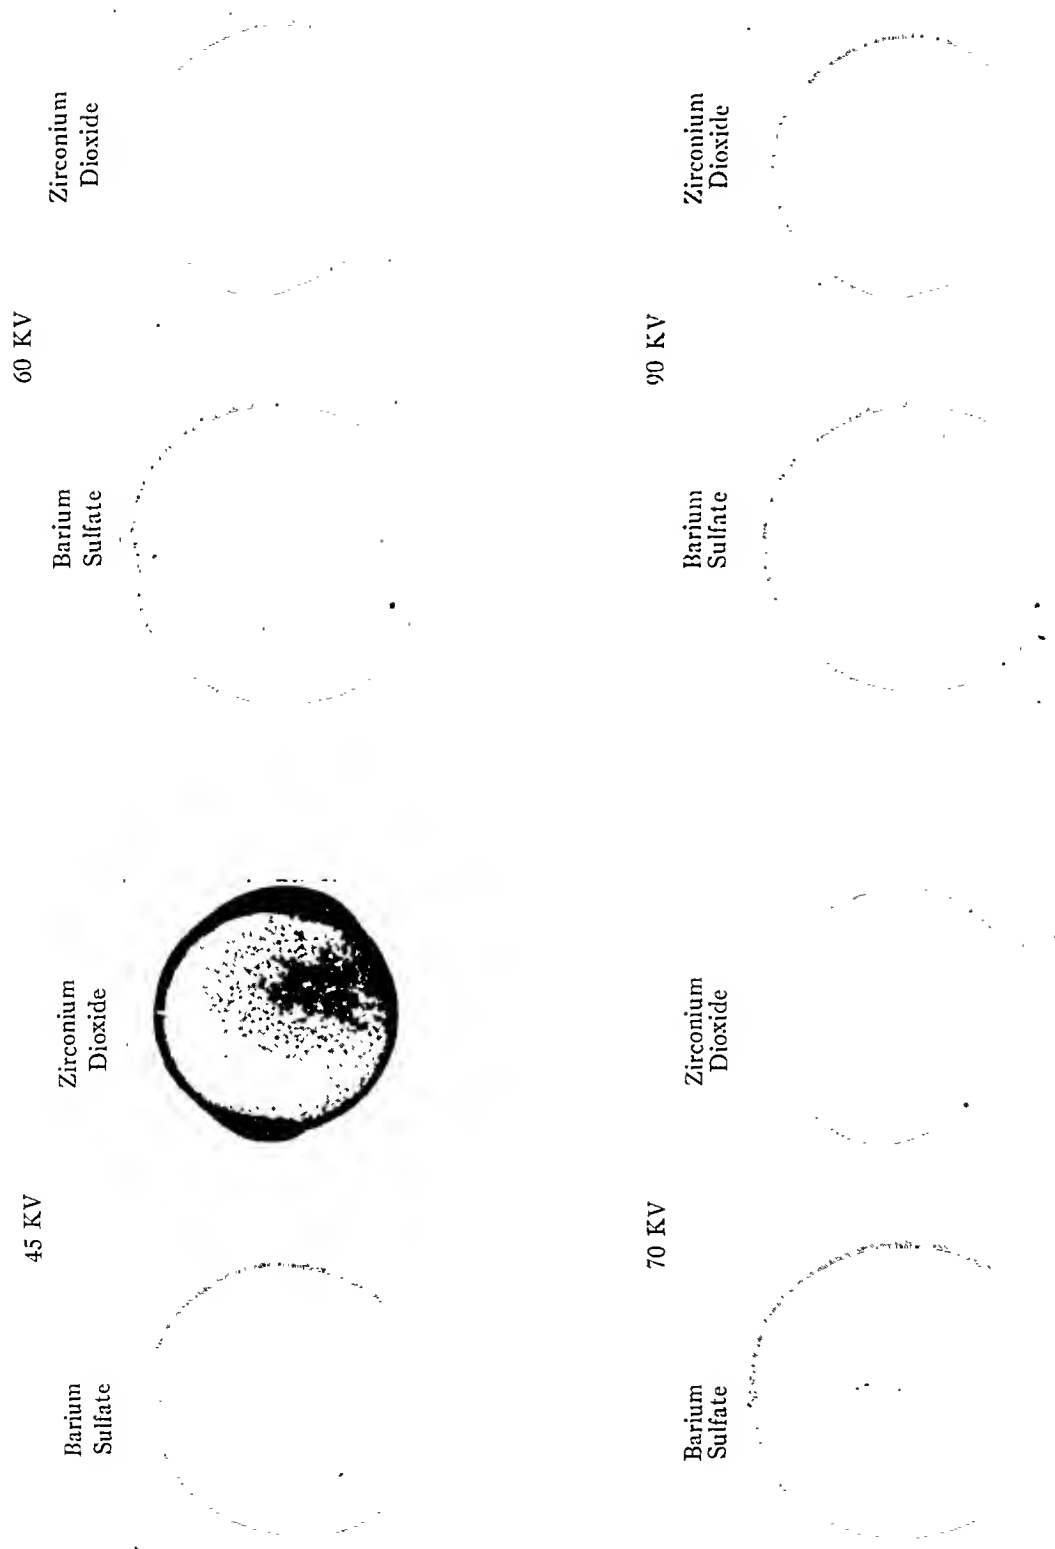 45 KV
Barium
Sulfate
Zirconium
Dioxide
60 KV
Barium
Sulfate
Zirconium
Dioxide
70 KV
Barium
Sulfate
Zirconium
Dioxide
90 KV
Barium
Sulfate
Zirconium
Dioxide